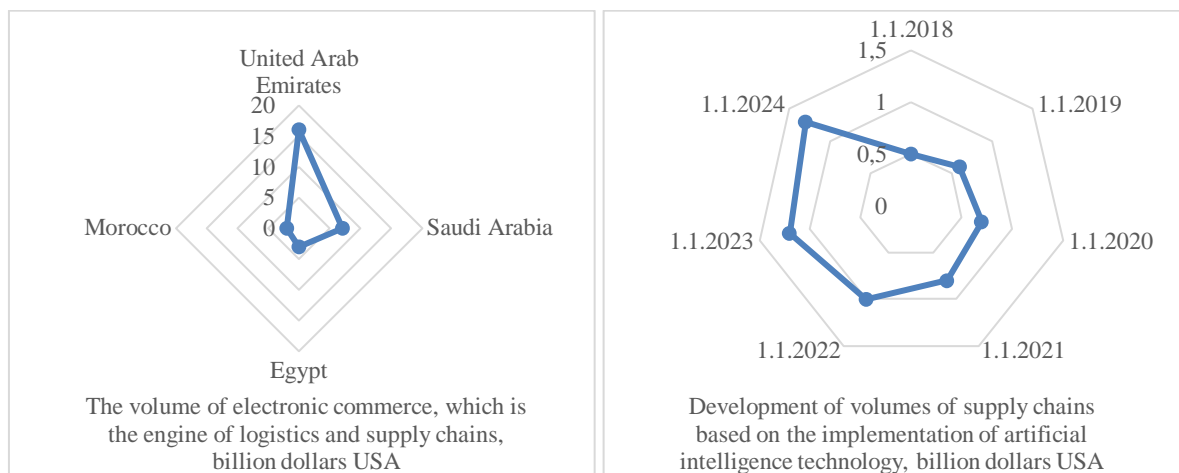 United Arab
Emirates
20
15
10
5
0
Morocco
Saudi Arabia
Egypt
The volume of electronic commerce, which is
the engine of logistics and supply chains,
billion dollars USA
1.1.2018
1,5
1
0,5
0
1.1.2024
1.1.2019
1.1.2023
1.1.2020
1.1.2022
1.1.2021
Development of volumes of supply chains
based on the implementation of artificial
intelligence technology, billion dollars USA